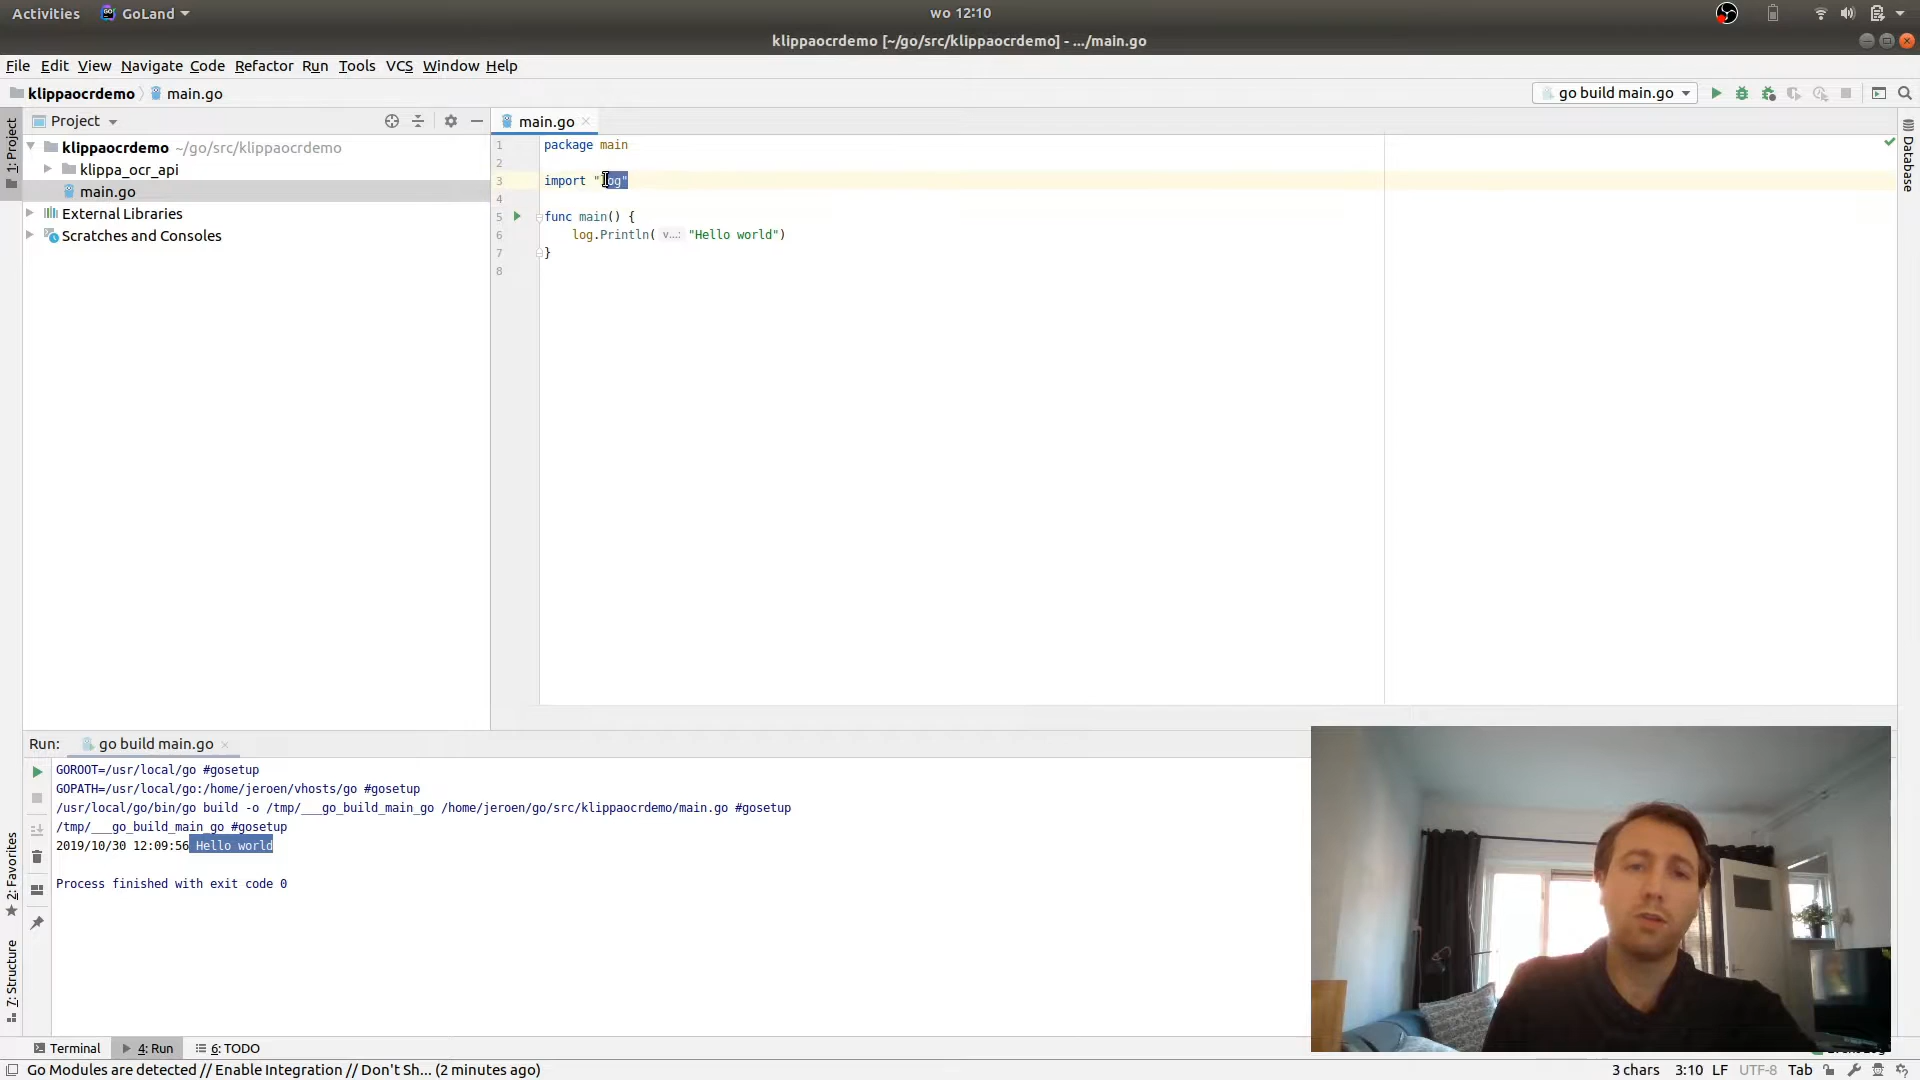 Activities GoLand wo 12:10
klippaocrdemo [~/go/src/klippaocrdemo] - .../main.go
File Edit View Navigate Code Refactor Run Tools VCS Window Help
klippaocrdemo main.go go build main.go
1: Project
Project
klippaocrdemo ~/go/src/klippaocrdemo
klippa_ocr_api
main.go
External Libraries
Scratches and Consoles
main.go
1 package main
2
3 import "log"
4
5 func main() {
6 log.Println( v...: "Hello world")
7 }
8
Database
Run: go build main.go
GOROOT=/usr/local/go #gosetup
GOPATH=/usr/local/go:/home/jeroen/vhosts/go #gosetup
/usr/local/go/bin/go build -o /tmp/___go_build_main_go /home/jeroen/go/src/klippaocrdemo/main.go #gosetup
/tmp/___go_build_main_go #gosetup
2019/10/30 12:09:56 Hello world
Process finished with exit code 0
2: Favorites
7: Structure
Terminal 4: Run 6: TODO
Go Modules are detected // Enable Integration // Don't Sh... (2 minutes ago) 3 chars 3:10 LF UTF-8 Tab